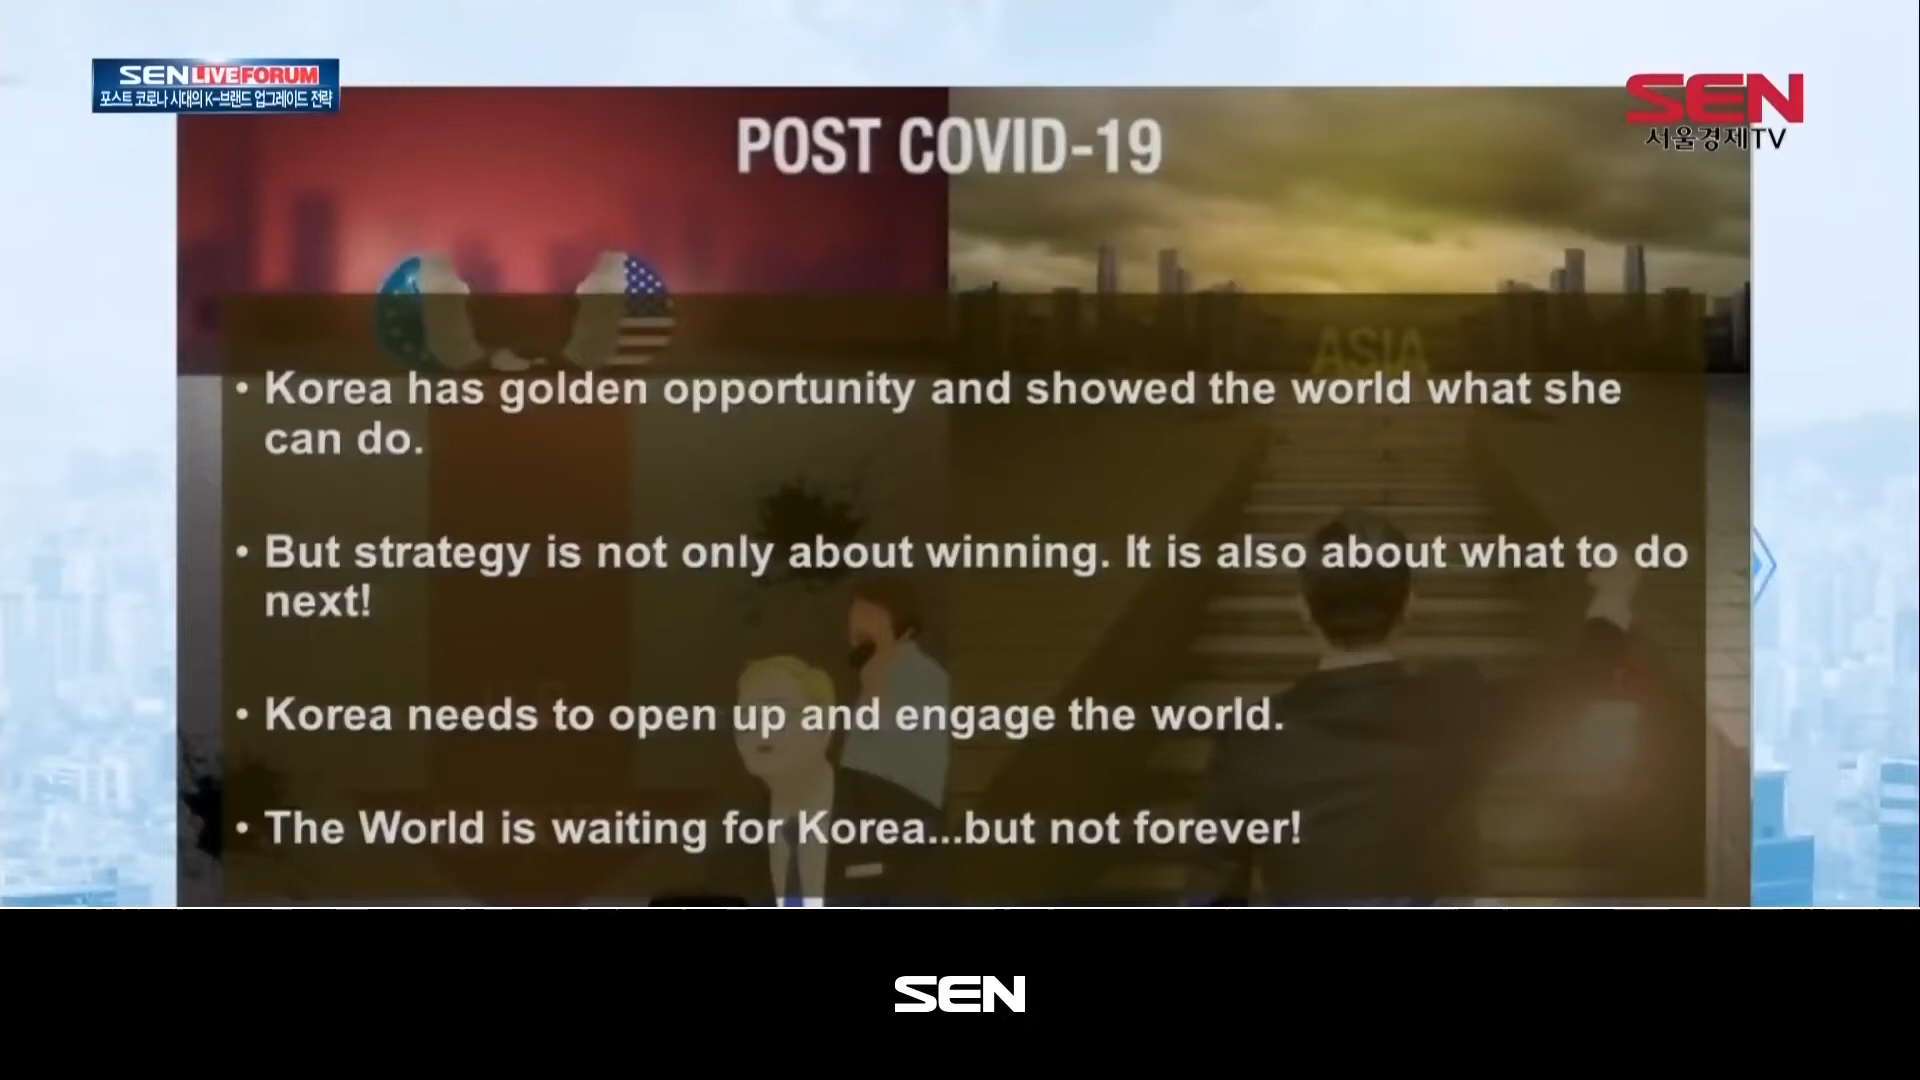 SEN LIVE FORUM
포스트 코로나 시대의 K-브랜드 업그레이드 전략
SEN
서울경제TV
POST COVID-19
ASIA
• Korea has golden opportunity and showed the world what she
can do.
• But strategy is not only about winning. It is also about what to do
next!
• Korea needs to open up and engage the world.
• The World is waiting for Korea...but not forever!
SEN